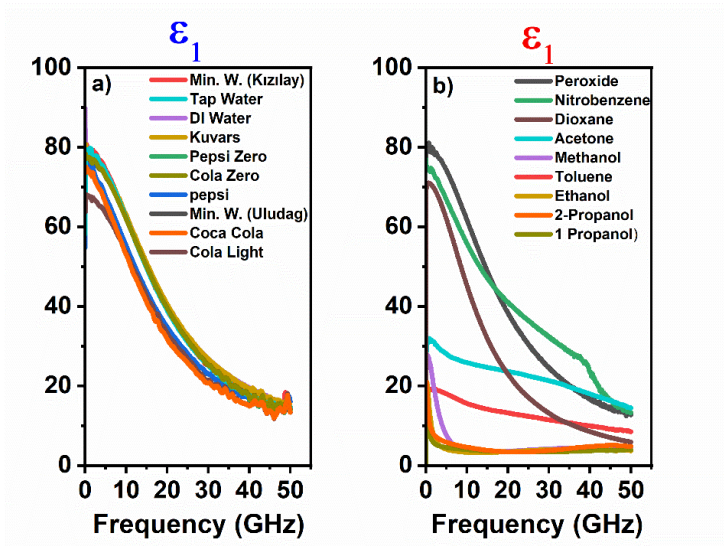 ε1
ε1
a)
100
80
60
40
20
0
0 10 20 30 40 50
Frequency (GHz)
Min. W. (Kızılay)
Tap Water
DI Water
Kuvars
Pepsi Zero
Cola Zero
pepsi
Min. W. (Uludag)
Coca Cola
Cola Light
b)
100
80
60
40
20
0
0 10 20 30 40 50
Frequency (GHz)
Peroxide
Nitrobenzene
Dioxane
Acetone
Methanol
Toluene
Ethanol
2-Propanol
1 Propanol)